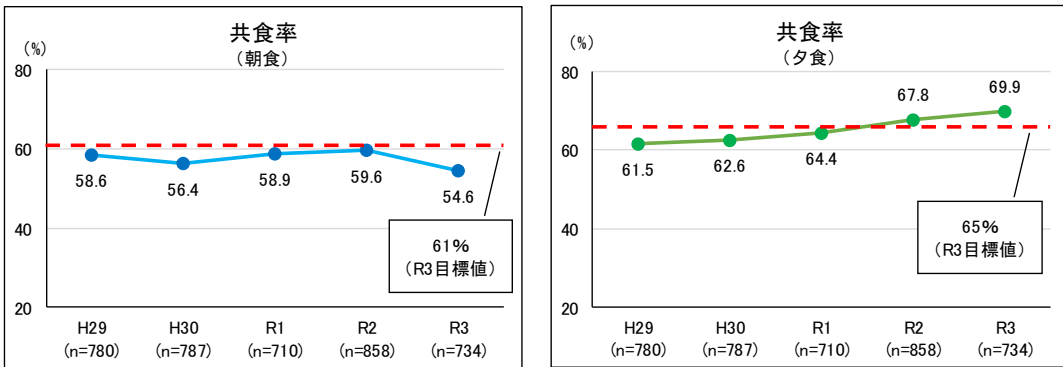 共食率
（朝食）
（%）
80
60
40
20
58.6
56.4
58.9
59.6
54.6
61%
（R3目標値）
H29
H30
R1
R2
R3
（n=780）
（n=787）
（n=710）
（n=858）
（n=734）
共食率
（夕食）
（%）
80
60
40
20
61.5
62.6
64.4
67.8
69.9
65%
（R3目標値）
H29
H30
R1
R2
R3
（n=780）
（n=787）
（n=710）
（n=858）
（n=734）